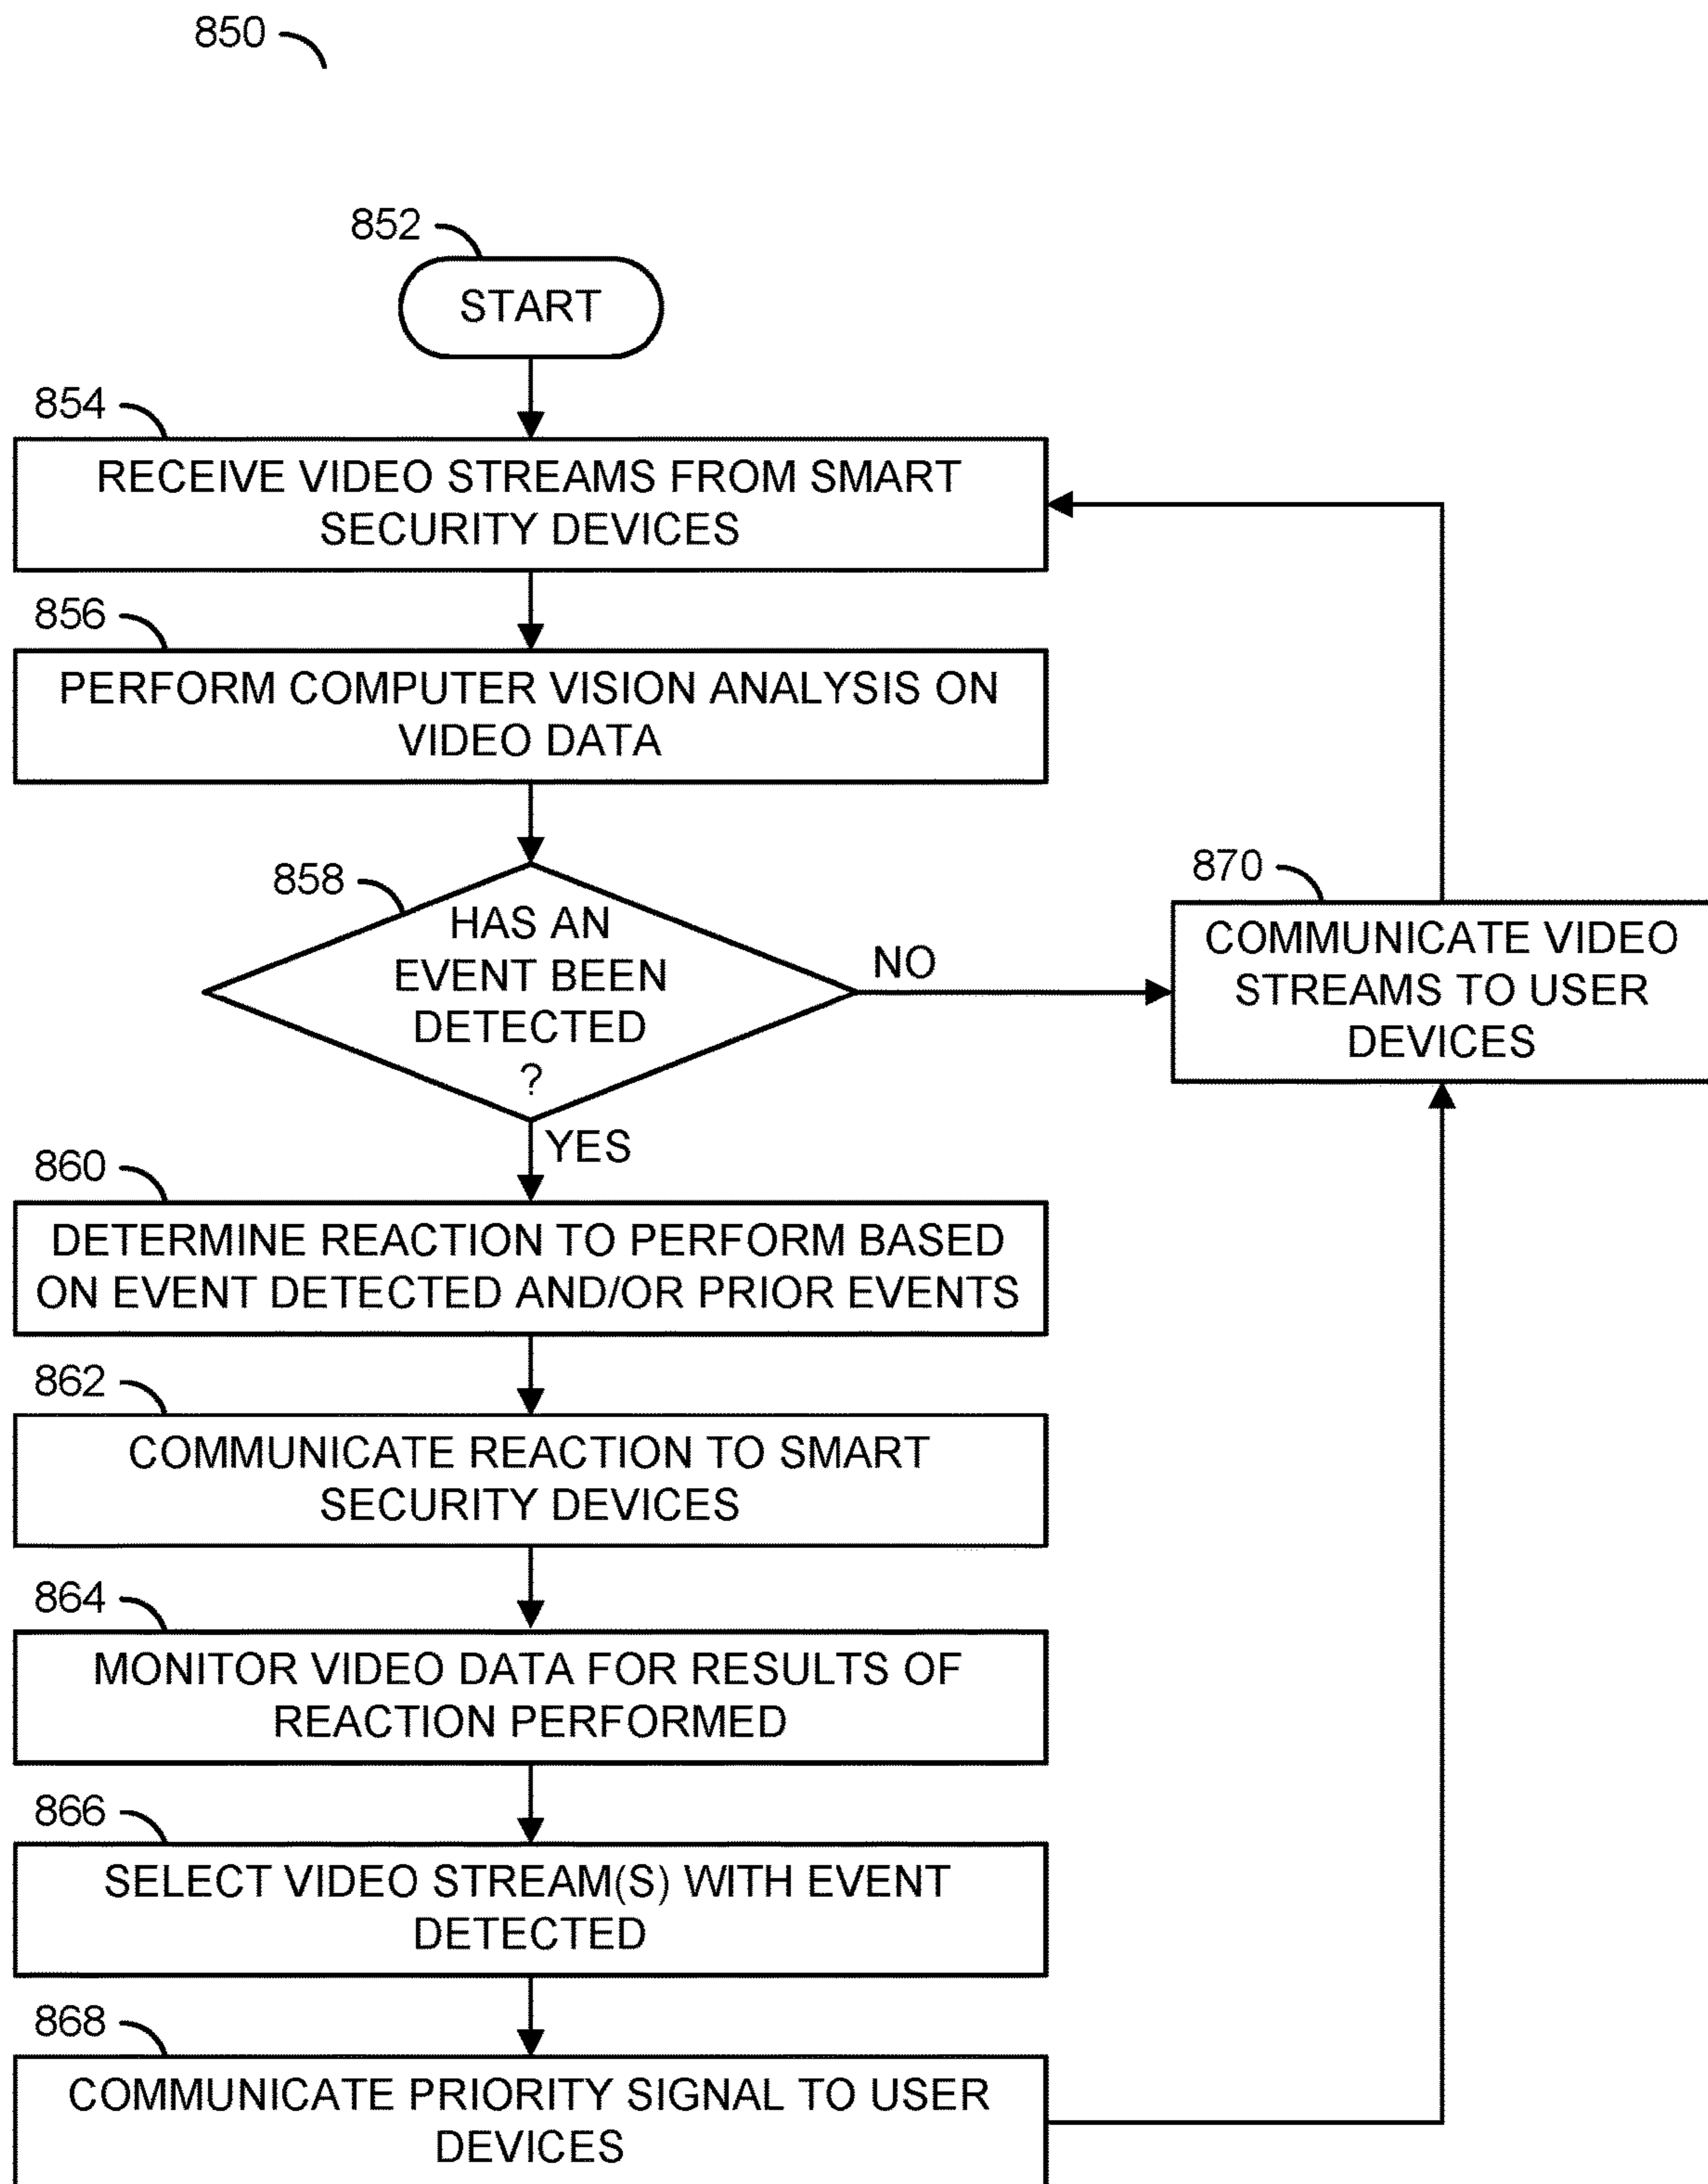 850
852
START
854
RECEIVE VIDEO STREAMS FROM SMART
SECURITY DEVICES
856
PERFORM COMPUTER VISION ANALYSIS ON
VIDEO DATA
858
HAS AN
EVENT BEEN
DETECTED
?
NO
870
COMMUNICATE VIDEO
STREAMS TO USER
DEVICES
YES
860
DETERMINE REACTION TO PERFORM BASED
ON EVENT DETECTED AND/OR PRIOR EVENTS
862
COMMUNICATE REACTION TO SMART
SECURITY DEVICES
864
MONITOR VIDEO DATA FOR RESULTS OF
REACTION PERFORMED
866
SELECT VIDEO STREAM(S) WITH EVENT
DETECTED
868
COMMUNICATE PRIORITY SIGNAL TO USER
DEVICES